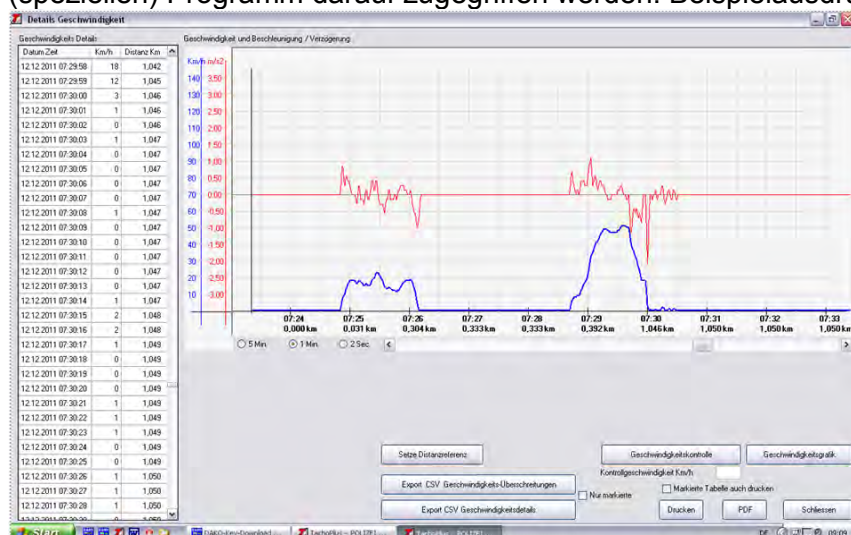 (speziellen) Programm darauf zugegriffen werden. Beispielausdru
Details Geschwindigkeit
Geschwindigkeits Details
Datum Zeit Km/h Distanz Km
12.12.2011 07:29:58 18 1,042
12.12.2011 07:29:59 12 1,045
12.12.2011 07:30:00 3 1,046
12.12.2011 07:30:01 1 1,046
12.12.2011 07:30:02 0 1,046
12.12.2011 07:30:03 1 1,047
12.12.2011 07:30:04 0 1,047
12.12.2011 07:30:05 0 1,047
12.12.2011 07:30:06 0 1,047
12.12.2011 07:30:07 0 1,047
12.12.2011 07:30:08 1 1,047
12.12.2011 07:30:09 0 1,047
12.12.2011 07:30:10 0 1,047
12.12.2011 07:30:11 0 1,047
12.12.2011 07:30:12 0 1,047
12.12.2011 07:30:13 0 1,047
12.12.2011 07:30:14 1 1,047
12.12.2011 07:30:15 2 1,048
12.12.2011 07:30:16 2 1,048
12.12.2011 07:30:17 1 1,049
12.12.2011 07:30:18 0 1,049
12.12.2011 07:30:19 0 1,049
12.12.2011 07:30:20 0 1,049
12.12.2011 07:30:21 1 1,049
12.12.2011 07:30:22 1 1,049
12.12.2011 07:30:23 1 1,049
12.12.2011 07:30:24 0 1,049
12.12.2011 07:30:25 0 1,049
12.12.2011 07:30:26 1 1,050
12.12.2011 07:30:27 1 1,050
12.12.2011 07:30:28 1 1,050
Geschwindigkeit und Beschleunigung / Verzögerung
Km/h m/s2
140 3,50
130 3,00
120 2,50
110 2,00
100 1,50
90 1,00
80 0,50
70 0,00
60 -0,50
50 -1,00
40 -1,50
30 -2,00
20 -2,50
10 -3,00
07:24 07:25 07:26 07:27 07:28 07:29 07:30 07:31 07:32 07:33
0,000 km 0,031 km 0,304 km 0,333 km 0,333 km 0,392 km 1,046 km 1,050 km 1,050 km 1,050 km
5 Min. 1 Min. 2 Sec.
Setze Distanzreferenz Geschwindigkeitskontrolle Geschwindigkeitsgrafik
Kontrollgeschwindigkeit Km/h
Export CSV Geschwindigkeits-Überschreitungen Nur markierte Markierte Tabelle auch drucken
Export CSV Geschwindigkeitsdetails Drucken PDF Schliessen
Start DAKO-Key-Download DE 09:09